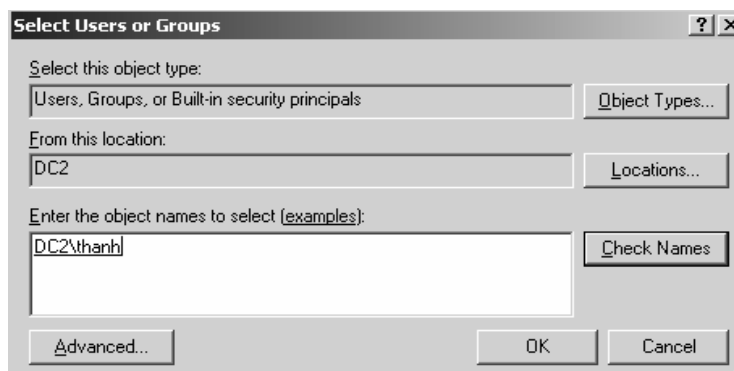 Select Users or Groups
Select this object type:
Users, Groups, or Built-in security principals
Object Types...
From this location:
DC2
Locations...
Enter the object names to select (examples):
DC2\thanh
Check Names
Advanced...
OK
Cancel